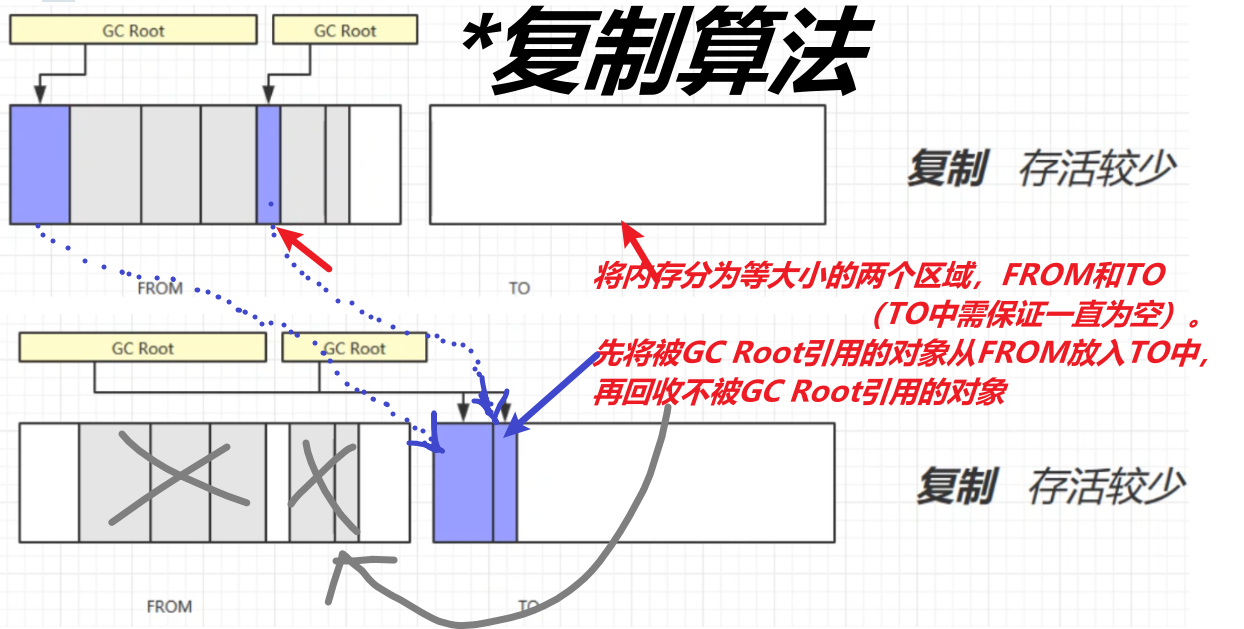 GC Root
GC Root
*复制算法
复制 存活较少
将内存分为等大小的两个区域，FROM和TO
（TO中需保证一直为空）。
FROM
TO
GC Root
GC Root
先将被GC Root引用的对象从FROM放入TO中，
再回收不被GC Root引用的对象
复制 存活较少
FROM
TO